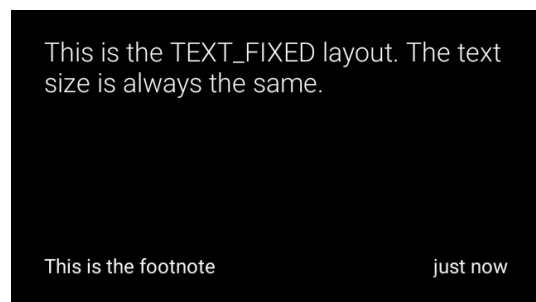 This is the TEXT_FIXED layout. The text
size is always the same.
This is the footnote just now